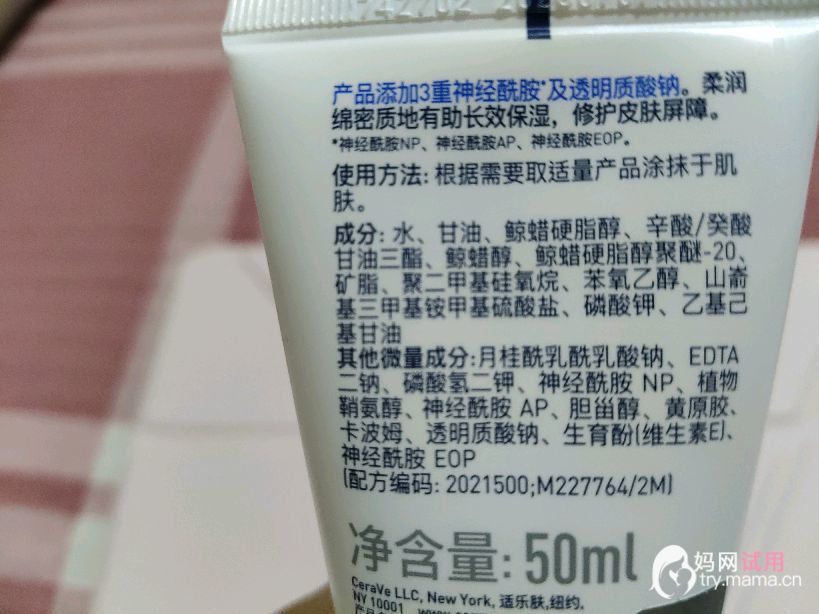 产品添加3重神经酰胺*及透明质酸钠。柔润
绵密质地有助长效保湿，修护皮肤屏障。
*神经酰胺NP、神经酰胺AP、神经酰胺EOP。
使用方法: 根据需要取适量产品涂抹于肌
肤。
成分: 水、甘油、鲸蜡硬脂醇、辛酸/癸酸
甘油三酯、鲸蜡醇、鲸蜡硬脂醇聚醚-20、
矿脂、聚二甲基硅氧烷、苯氧乙醇、山嵛
基三甲基铵甲基硫酸盐、磷酸钾、乙基己
基甘油
其他微量成分:月桂酰乳酰乳酸钠、EDTA
二钠、磷酸氢二钾、神经酰胺 NP、植物
鞘氨醇、神经酰胺 AP、胆甾醇、黄原胶、
卡波姆、透明质酸钠、生育酚(维生素E)、
神经酰胺 EOP
(配方编码: 2021500;M227764/2M)
净含量: 50ml
CeraVe LLC, New York, 适乐肤,纽约,
NY 10001
妈网试用
try.mama.cn